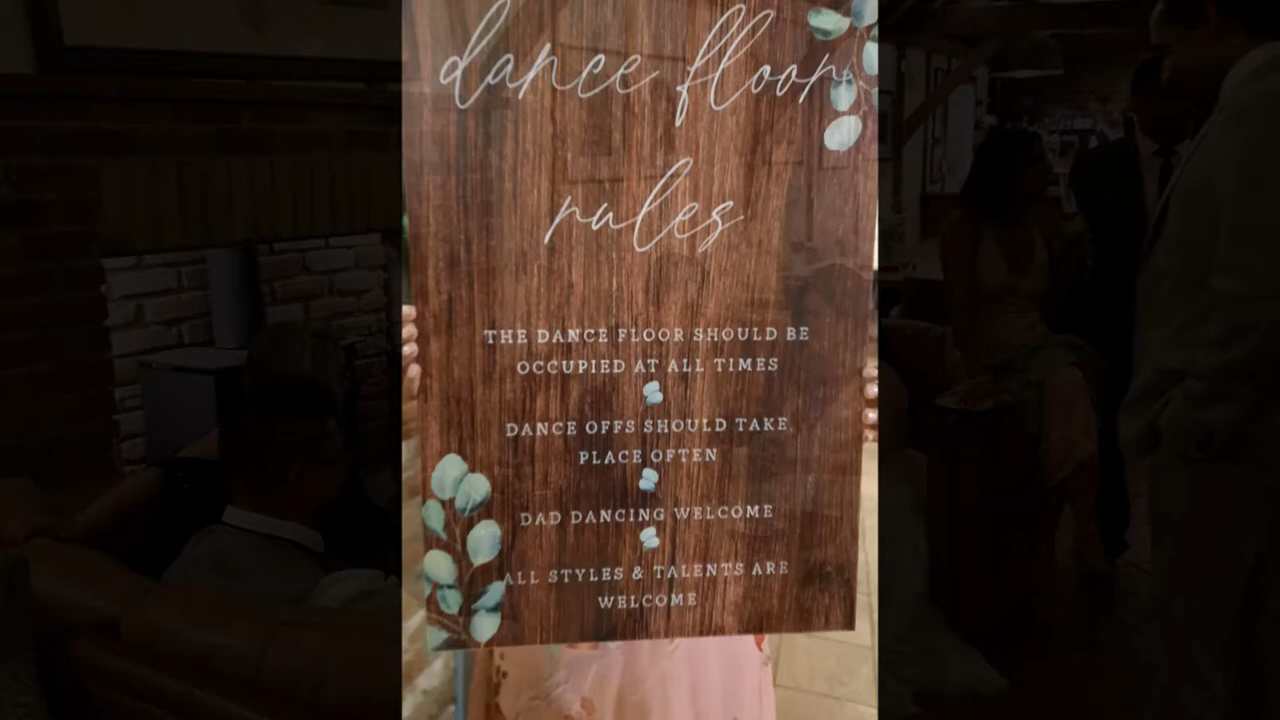 dance floor
rules
THE DANCE FLOOR SHOULD BE
OCCUPIED AT ALL TIMES
DANCE OFFS SHOULD TAKE,
PLACE OFTEN
DAD DANCING WELCOME
ALL STYLES & TALENTS ARE
WELCOME